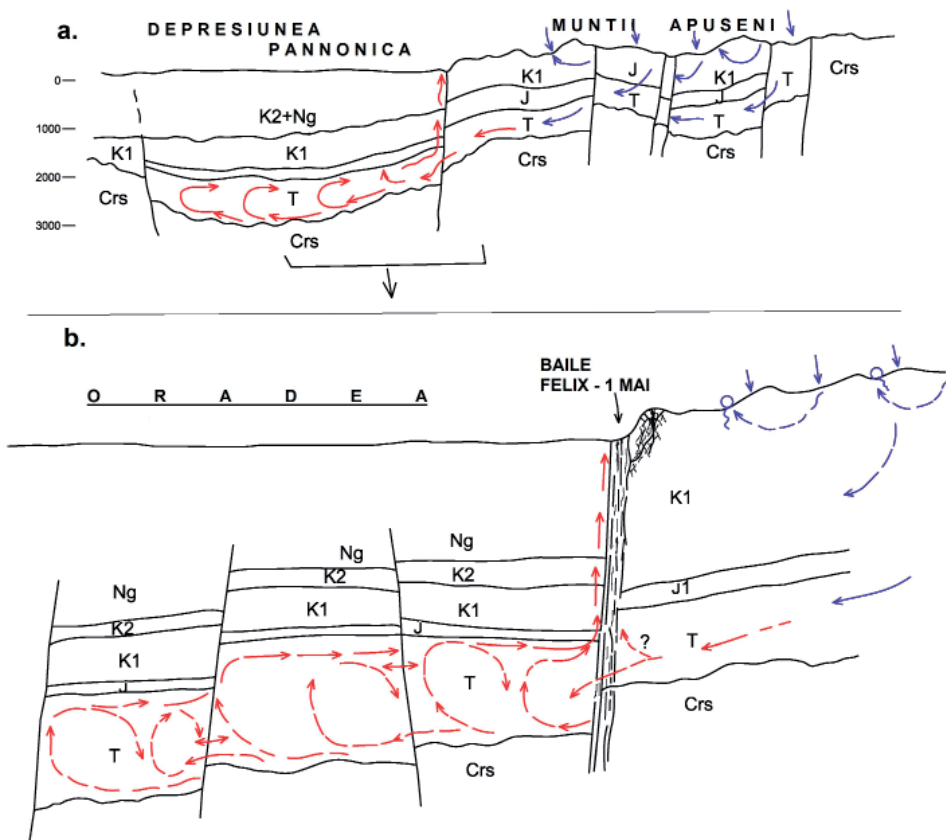 a.
DEPRESIUNEA
PANNONICA
MUNTII APUSENI
0
1000
2000
3000
K2+Ng
K1
K1
T
Crs
Crs
K1
J
T
Crs
J
T
K1
J
T
Crs
T
Crs
b.
ORADEA
BAILE
FELIX - 1 MAI
Ng
K2
K1
J
T
Ng
K2
K1
Ng
K2
K1
J
T
Crs
K1
J1
?
T
Crs